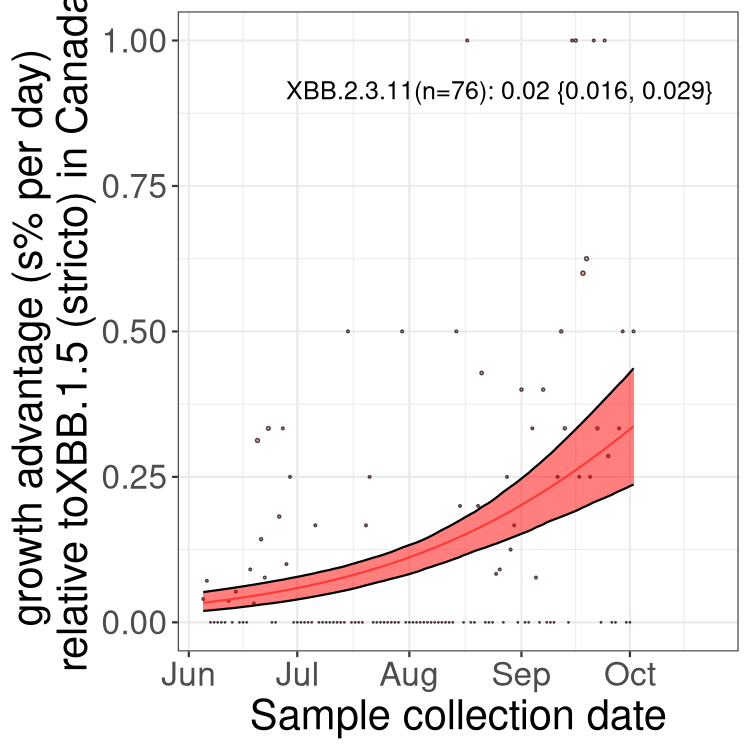 growth advantage (s% per day)
relative toXBB.1.5 (stricto) in Canada
1.00
0.75
0.50
0.25
0.00
XBB.2.3.11(n=76): 0.02 {0.016, 0.029}
Jun Jul Aug Sep Oct
Sample collection date